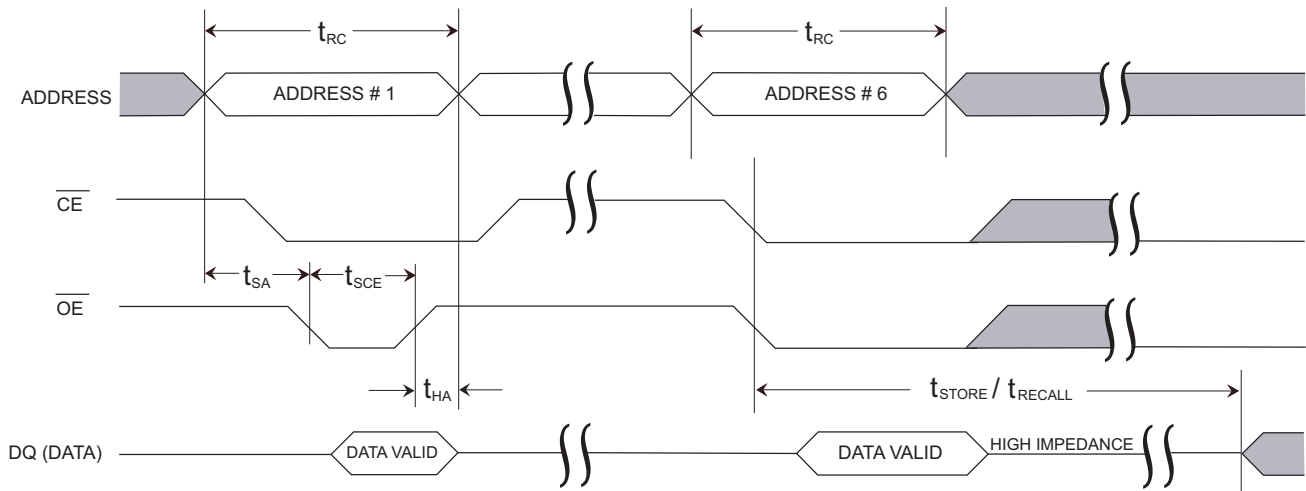 tRC
tRC
ADDRESS
ADDRESS # 1
ADDRESS # 6
CE
tSA
tSCE
OE
tHA
tSTORE / tRECALL
DQ (DATA)
DATA VALID
DATA VALID
HIGH IMPEDANCE